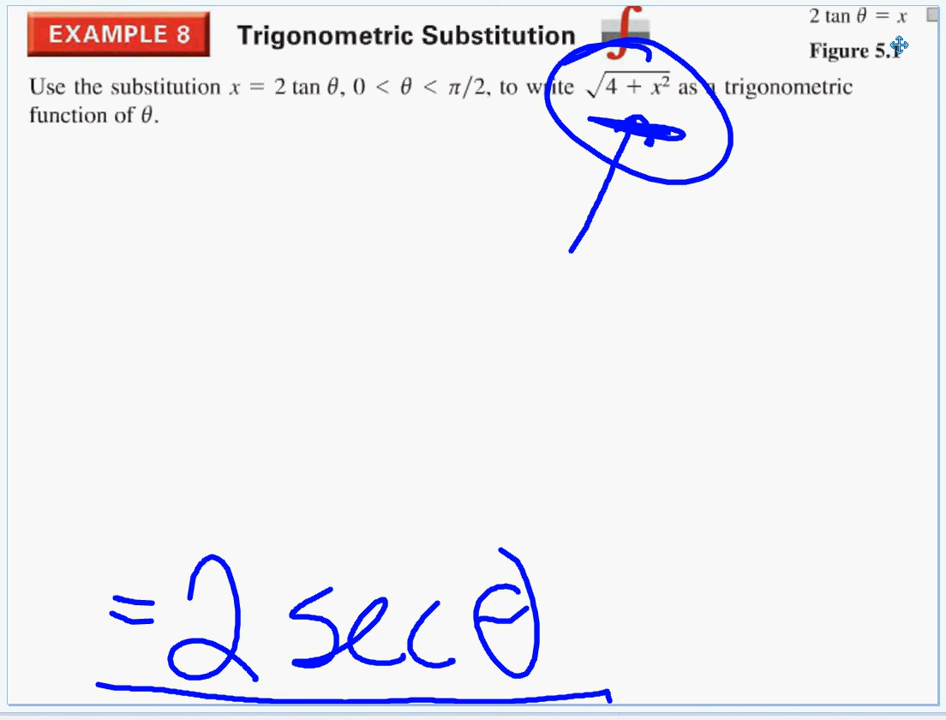 EXAMPLE 8 Trigonometric Substitution
2 tan θ = x
Figure 5.1
Use the substitution x = 2 tan θ, 0 < θ < π/2, to write √4 + x² as a trigonometric
function of θ.
= 2 sec θ